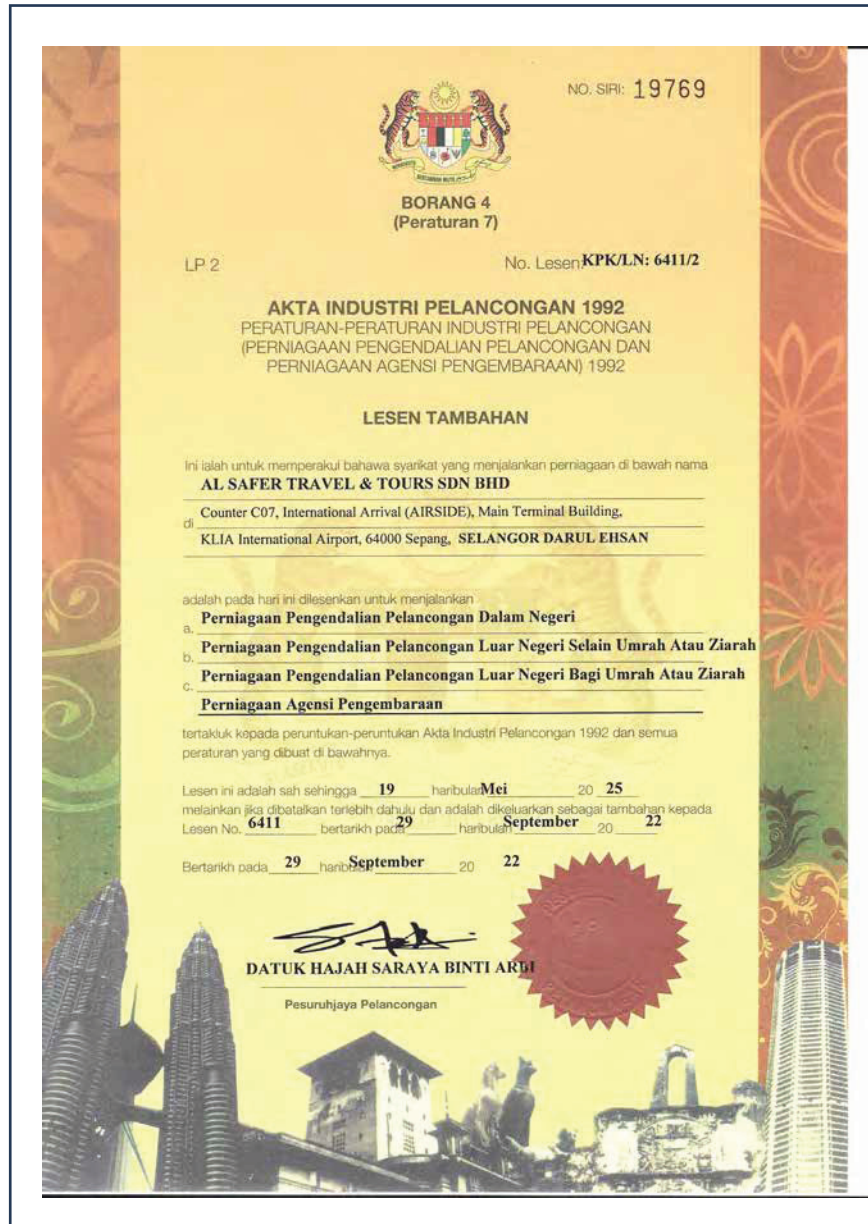 NO. SIRI: 19769
BORANG 4
(Peraturan 7)
LP 2
No. Lesen: KPK/LN: 6411/2
AKTA INDUSTRI PELANCONGAN 1992
PERATURAN-PERATURAN INDUSTRI PELANCONGAN
(PERNIAGAAN PENGENDALIAN PELANCONGAN DAN
PERNIAGAAN AGENSI PENGEMBARAAN) 1992
LESEN TAMBAHAN
Ini ialah untuk memperakui bahawa syarikat yang menjalankan perniagaan di bawah nama
AL SAFER TRAVEL & TOURS SDN BHD
di Counter C07, International Arrival (AIRSIDE), Main Terminal Building,
KLIA International Airport, 64000 Sepang, SELANGOR DARUL EHSAN
adalah pada hari ini dilesenkan untuk menjalankan
a. Perniagaan Pengendalian Pelancongan Dalam Negeri
b. Perniagaan Pengendalian Pelancongan Luar Negeri Selain Umrah Atau Ziarah
c. Perniagaan Pengendalian Pelancongan Luar Negeri Bagi Umrah Atau Ziarah
Perniagaan Agensi Pengembaraan
tertakluk kepada peruntukan-peruntukan Akta Industri Pelancongan 1992 dan semua
peraturan yang dibuat di bawahnya.
Lesen ini adalah sah sehingga 19 haribulan Mei 20 25
melainkan jika dibatalkan terlebih dahulu dan adalah dikeluarkan sebagai tambahan kepada
Lesen No. 6411 bertarikh pada 29 haribulan September 20 22
Bertarikh pada 29 haribulan September 20 22
DATUK HAJAH SARAYA BINTI ARBI
Pesuruhjaya Pelancongan